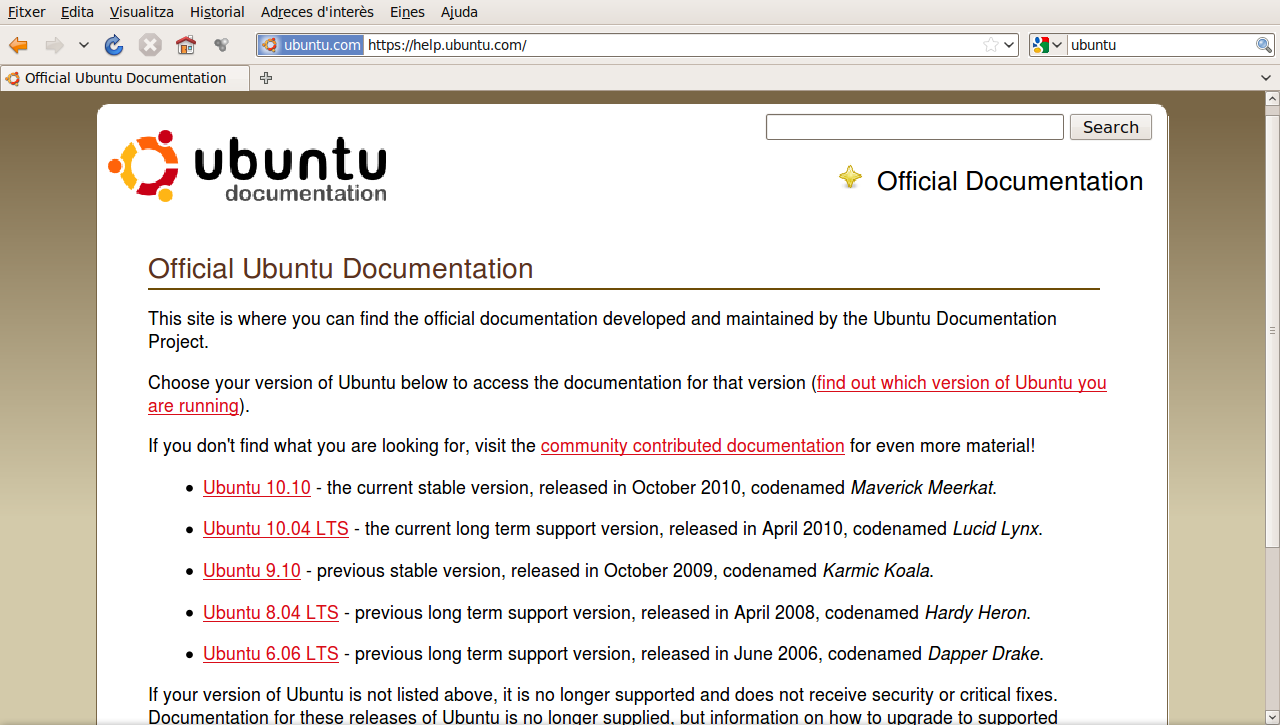 Fitxer Edita Visualitza Historial Adreces d'interès Eines Ajuda
ubuntu.com https://help.ubuntu.com/ ubuntu
Official Ubuntu Documentation
Search
ubuntu
documentation
Official Documentation
Official Ubuntu Documentation
This site is where you can find the official documentation developed and maintained by the Ubuntu Documentation
Project.
Choose your version of Ubuntu below to access the documentation for that version (find out which version of Ubuntu you
are running).
If you don't find what you are looking for, visit the community contributed documentation for even more material!
• Ubuntu 10.10 - the current stable version, released in October 2010, codenamed Maverick Meerkat.
• Ubuntu 10.04 LTS - the current long term support version, released in April 2010, codenamed Lucid Lynx.
• Ubuntu 9.10 - previous stable version, released in October 2009, codenamed Karmic Koala.
• Ubuntu 8.04 LTS - previous long term support version, released in April 2008, codenamed Hardy Heron.
• Ubuntu 6.06 LTS - previous long term support version, released in June 2006, codenamed Dapper Drake.
If your version of Ubuntu is not listed above, it is no longer supported and does not receive security or critical fixes.
Documentation for these releases of Ubuntu is no longer supplied, but information on how to upgrade to supported